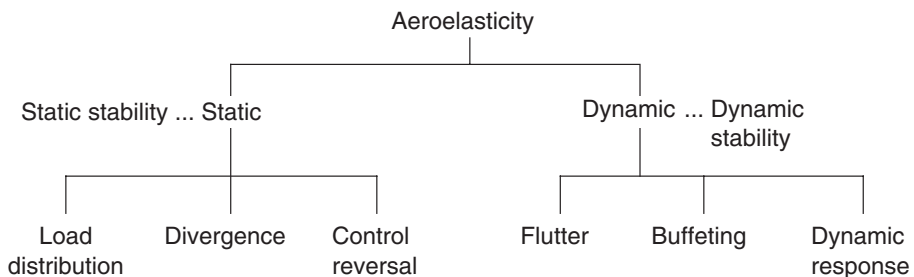 Aeroelasticity
Static stability ... Static
Dynamic ... Dynamic
stability
Load
distribution
Divergence
Control
reversal
Flutter
Buffeting
Dynamic
response